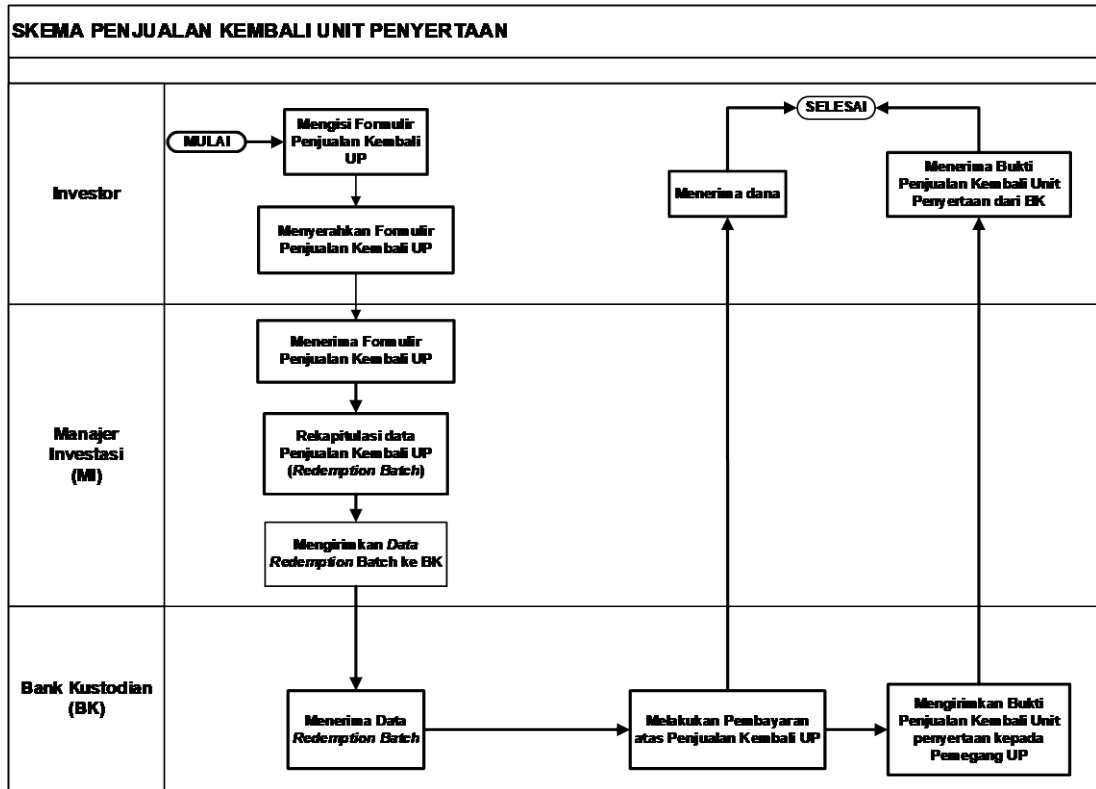 SKEMA PENJUALAN KEMBALI UNIT PENYERTAAN
Investor
MULAI
Mengisi Formulir
Penjualan Kembali
UP
Menyerahkan Formulir
Penjualan Kembali UP
SELESAI
Menerima dana
Menerima Bukti
Penjualan Kembali Unit
Penyertaan dari BK
Manajer
Investasi
(MI)
Menerima Formulir
Penjualan Kembali UP
Rekapitulasi data
Penjualan Kembali UP
(Redemption Batch)
Mengirimkan Data
Redemption Batch ke BK
Bank Kustodian
(BK)
Menerima Data
Redemption Batch
Melakukan Pembayaran
atas Penjualan Kembali UP
Mengirimkan Bukti
Penjualan Kembali Unit
penyertaan kepada
Pemegang UP